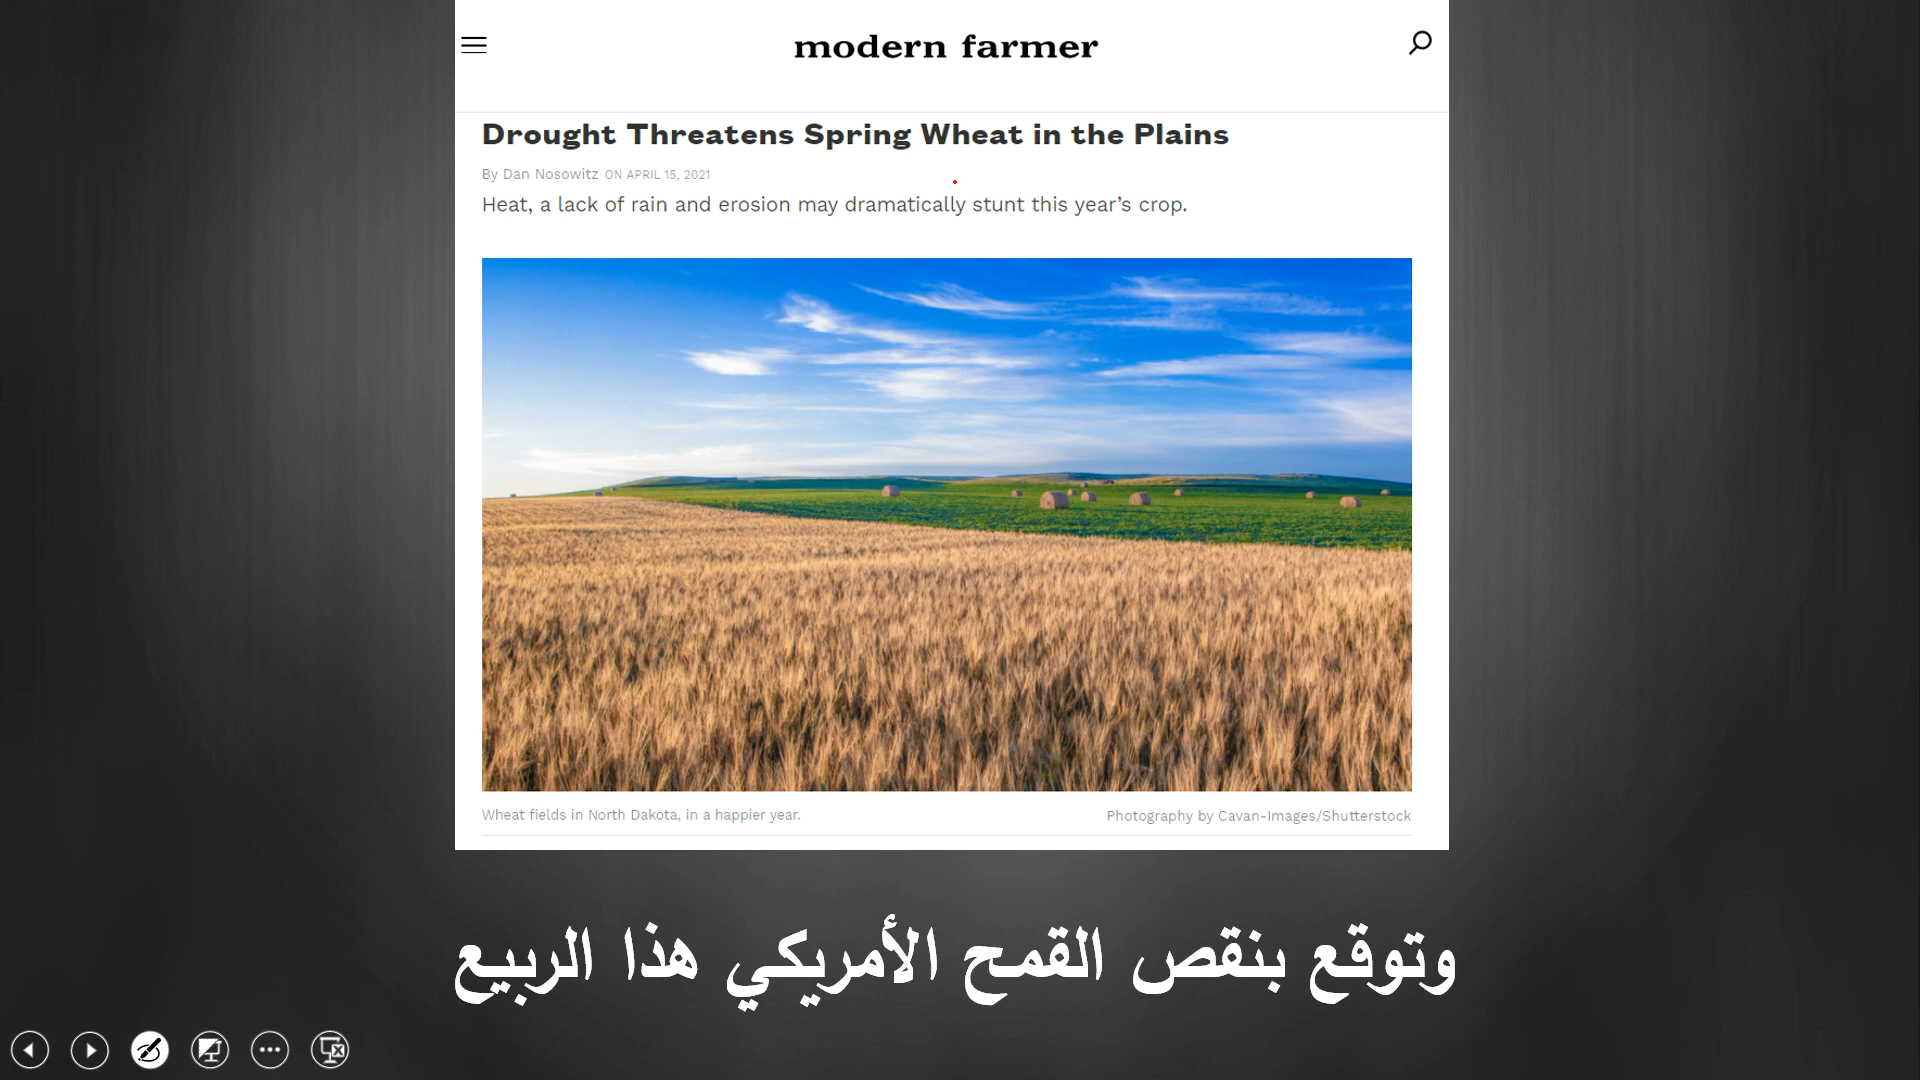 modern farmer
Drought Threatens Spring Wheat in the Plains
By Dan Nosowitz ON APRIL 15, 2021
Heat, a lack of rain and erosion may dramatically stunt this year’s crop.
Wheat fields in North Dakota, in a happier year.
Photography by Cavan-Images/Shutterstock
وتوقع بنقص القمح الأمريكي هذا الربيع